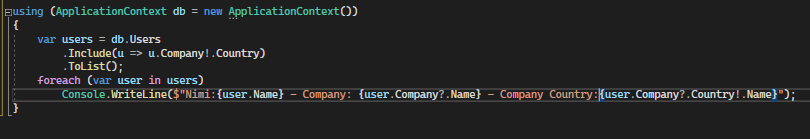 using (ApplicationContext db = new ApplicationContext())
{
var users = db.Users
.Include(u => u.Company!.Country)
.ToList();
foreach (var user in users)
Console.WriteLine($"Nimi:{user.Name} - Company: {user.Company?.Name} - Company Country:{user.Company?.Country!.Name}");
}